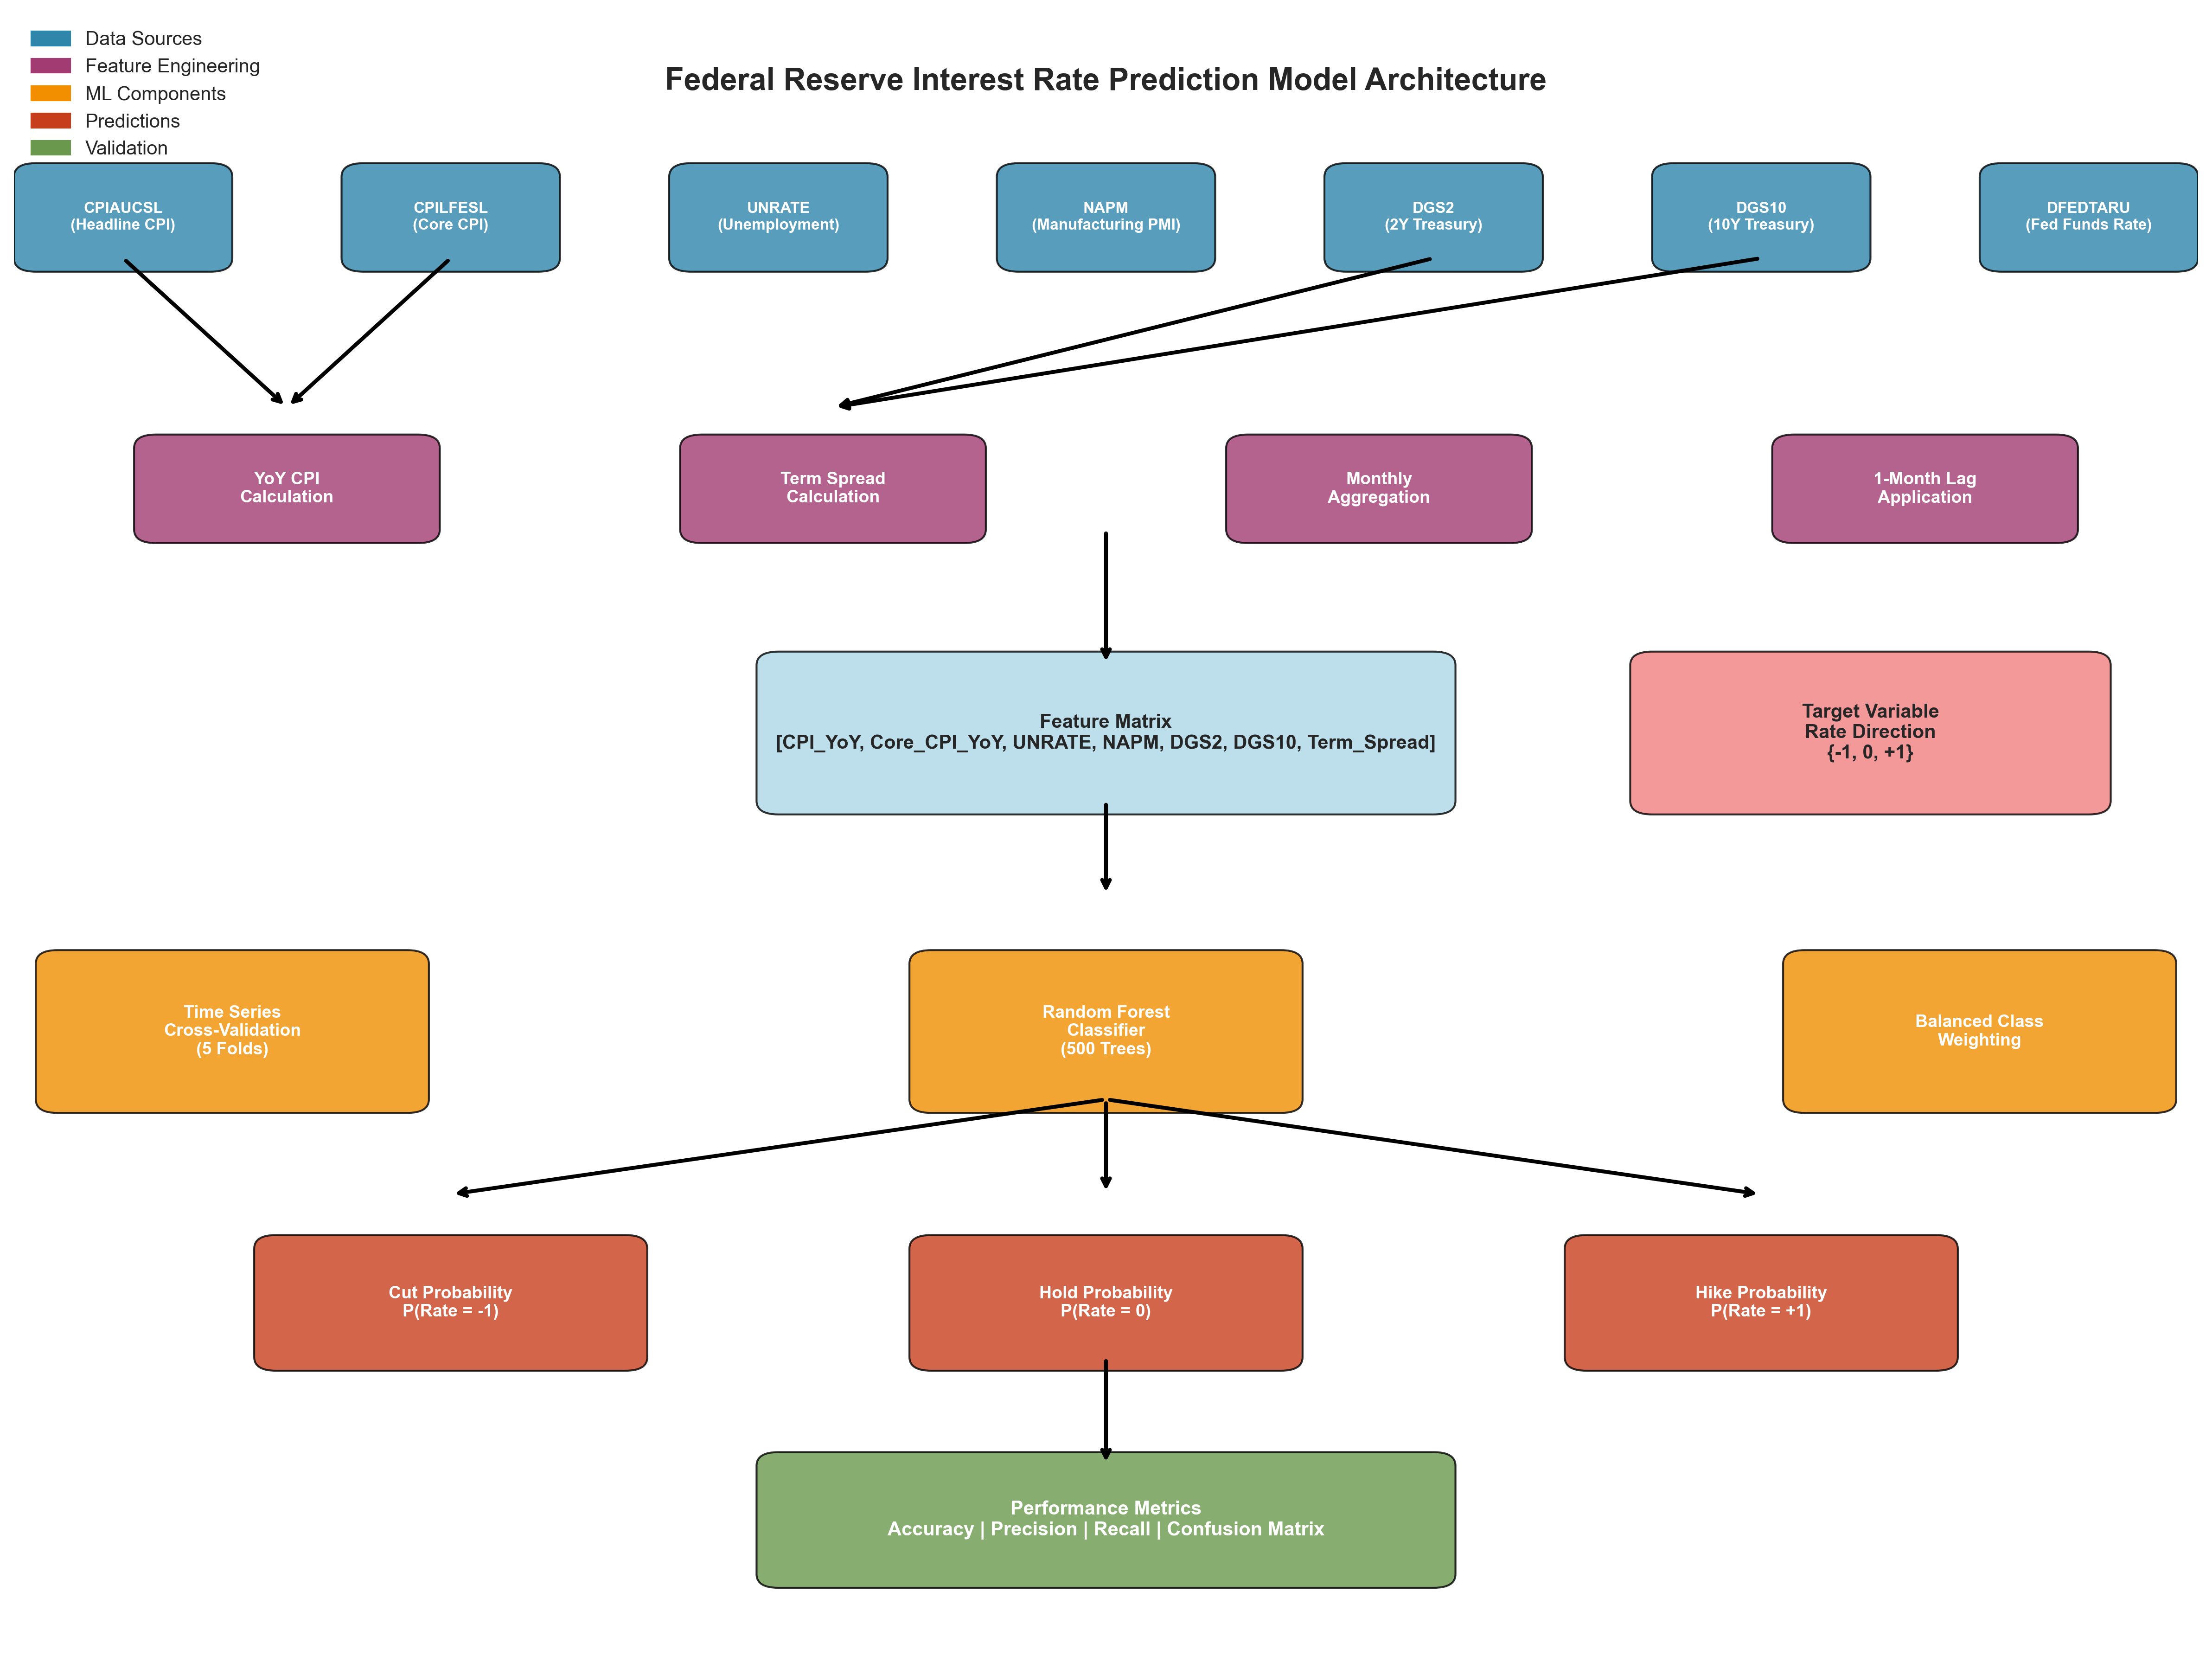 Data Sources
Feature Engineering
ML Components
Predictions
Validation
Federal Reserve Interest Rate Prediction Model Architecture
CPIAUCSL
(Headline CPI)
CPILFESL
(Core CPI)
UNRATE
(Unemployment)
NAPM
(Manufacturing PMI)
DGS2
(2Y Treasury)
DGS10
(10Y Treasury)
DFEDTARU
(Fed Funds Rate)
YoY CPI
Calculation
Term Spread
Calculation
Monthly
Aggregation
1-Month Lag
Application
Feature Matrix
[CPI_YoY, Core_CPI_YoY, UNRATE, NAPM, DGS2, DGS10, Term_Spread]
Target Variable
Rate Direction
{-1, 0, +1}
Time Series
Cross-Validation
(5 Folds)
Random Forest
Classifier
(500 Trees)
Balanced Class
Weighting
Cut Probability
P(Rate = -1)
Hold Probability
P(Rate = 0)
Hike Probability
P(Rate = +1)
Performance Metrics
Accuracy | Precision | Recall | Confusion Matrix